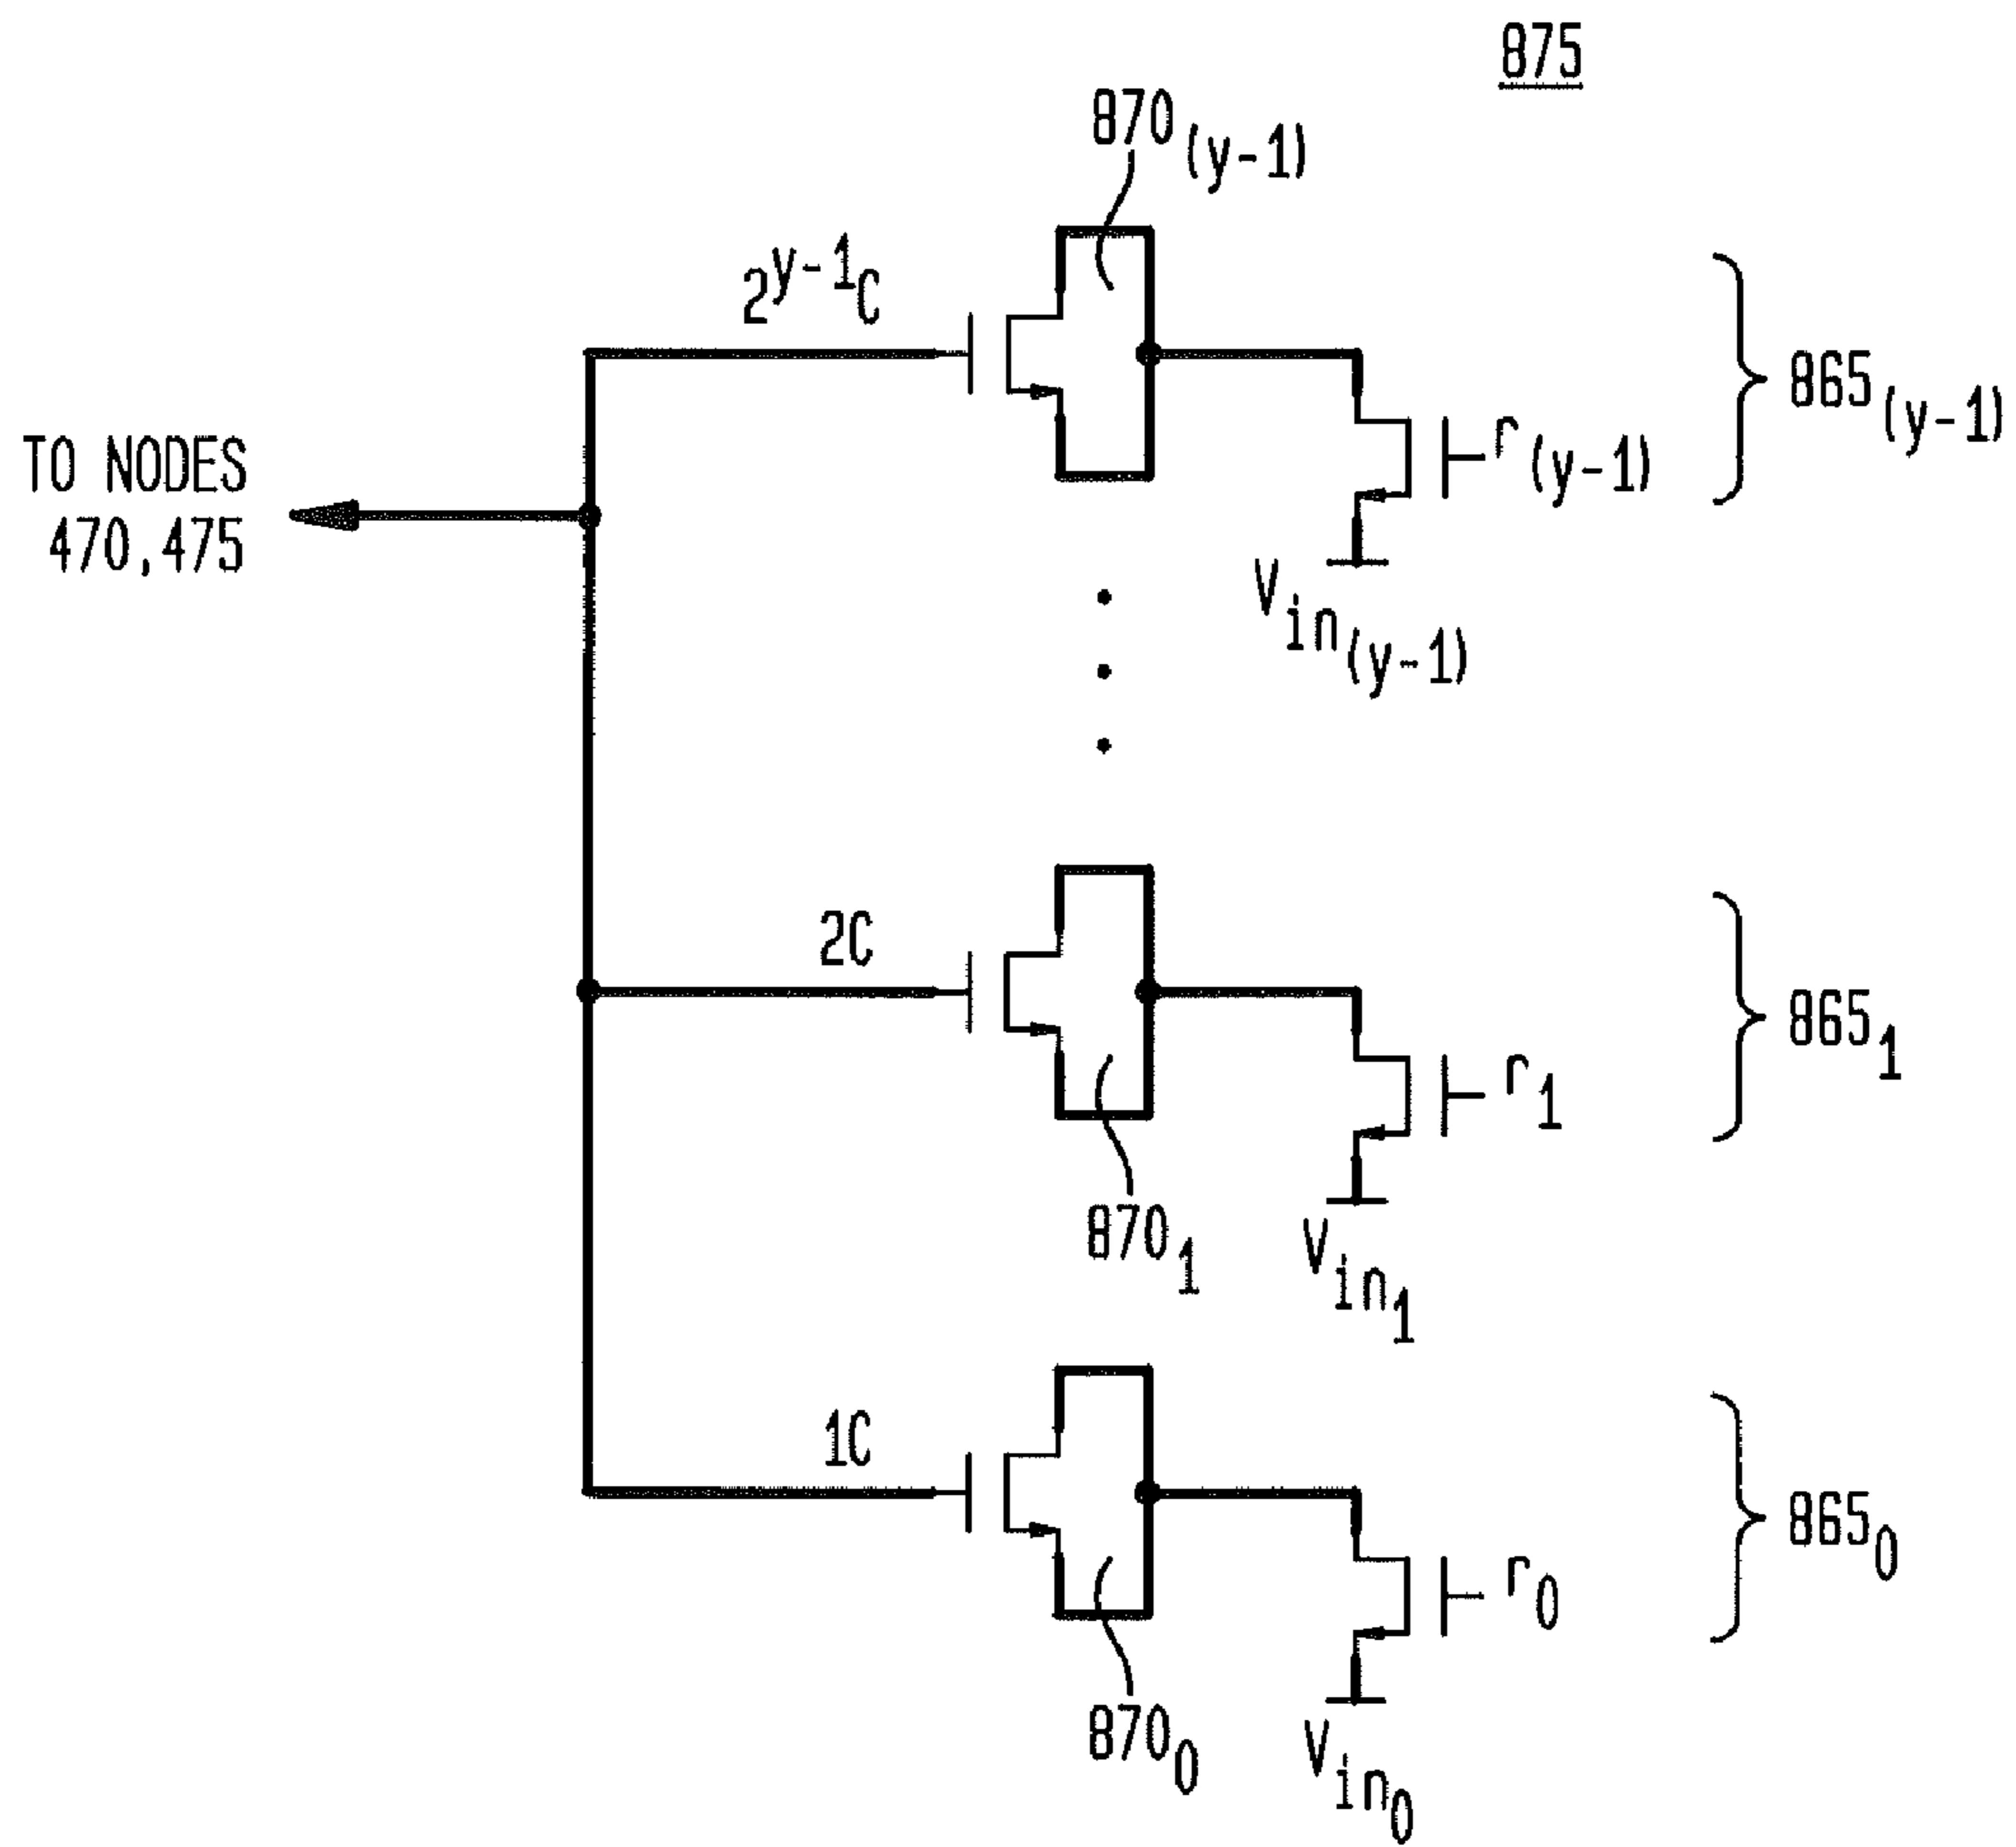 875
870(y-1)
2^y-1C
865(y-1)
TO NODES
470,475
r(y-1)
Vin(y-1)
2C
865₁
r₁
870₁
Vin₁
1C
865₀
r₀
870₀
Vin₀